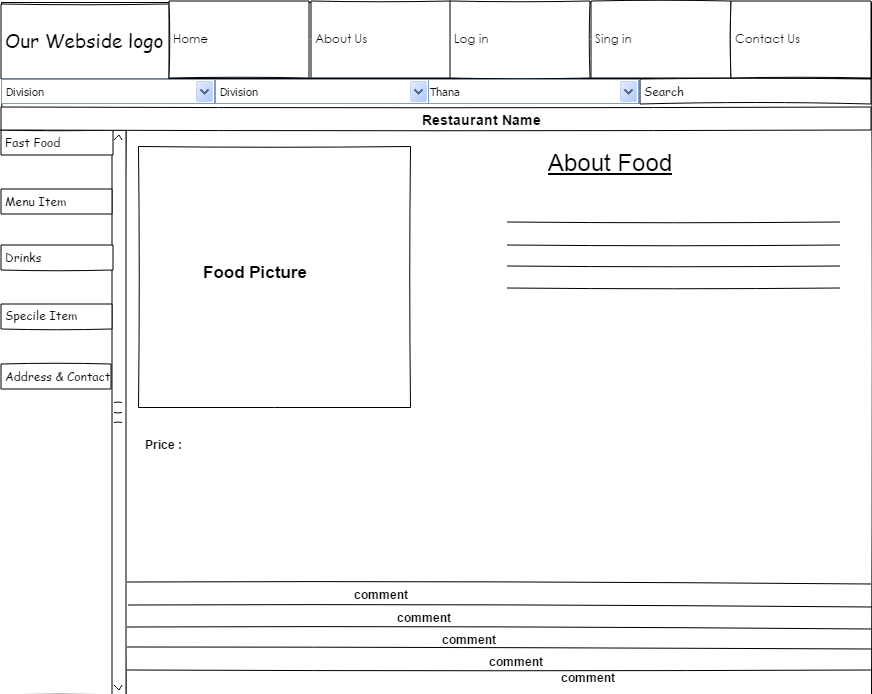 Our Webside logo
Home
About Us
Log in
Sing in
Contact Us
Division
Division
Thana
Search
Restaurant Name
Fast Food
Menu Item
Drinks
Specile Item
Address & Contact
About Food
Food Picture
Price :
comment
comment
comment
comment
comment